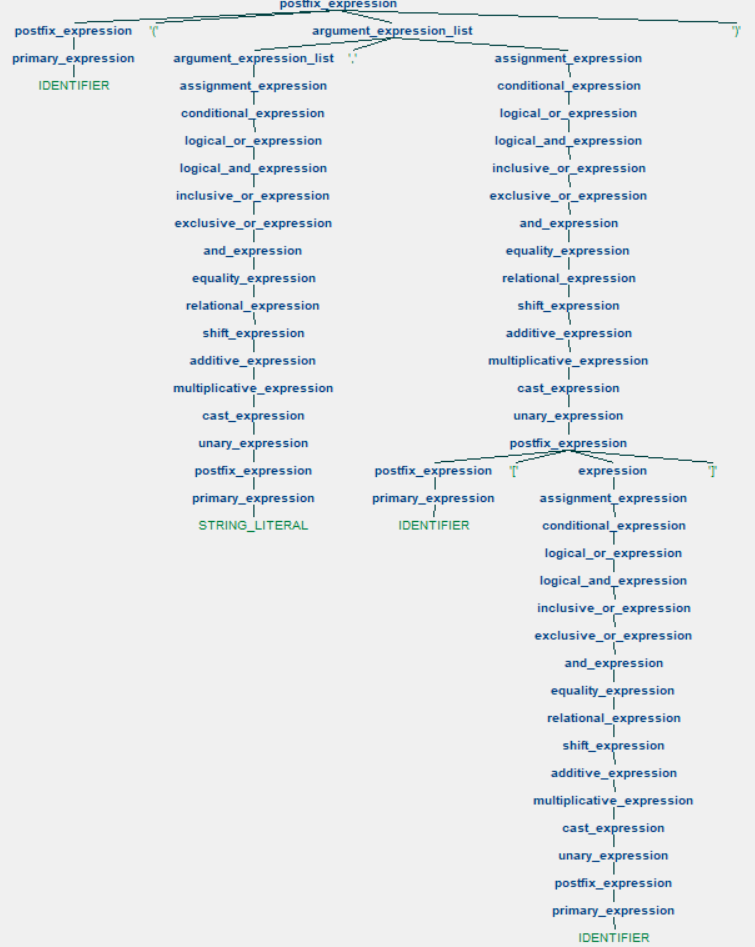 postfix_expression
postfix_expression '(' argument_expression_list ')'
primary_expression argument_expression_list ',' assignment_expression
IDENTIFIER assignment_expression conditional_expression
conditional_expression logical_or_expression
logical_or_expression logical_and_expression
logical_and_expression inclusive_or_expression
inclusive_or_expression exclusive_or_expression
exclusive_or_expression and_expression
and_expression equality_expression
equality_expression relational_expression
relational_expression shift_expression
shift_expression additive_expression
additive_expression multiplicative_expression
multiplicative_expression cast_expression
cast_expression unary_expression
unary_expression postfix_expression
postfix_expression postfix_expression '[' expression ']'
primary_expression primary_expression assignment_expression
STRING_LITERAL IDENTIFIER conditional_expression
logical_or_expression
logical_and_expression
inclusive_or_expression
exclusive_or_expression
and_expression
equality_expression
relational_expression
shift_expression
additive_expression
multiplicative_expression
cast_expression
unary_expression
postfix_expression
primary_expression
IDENTIFIER